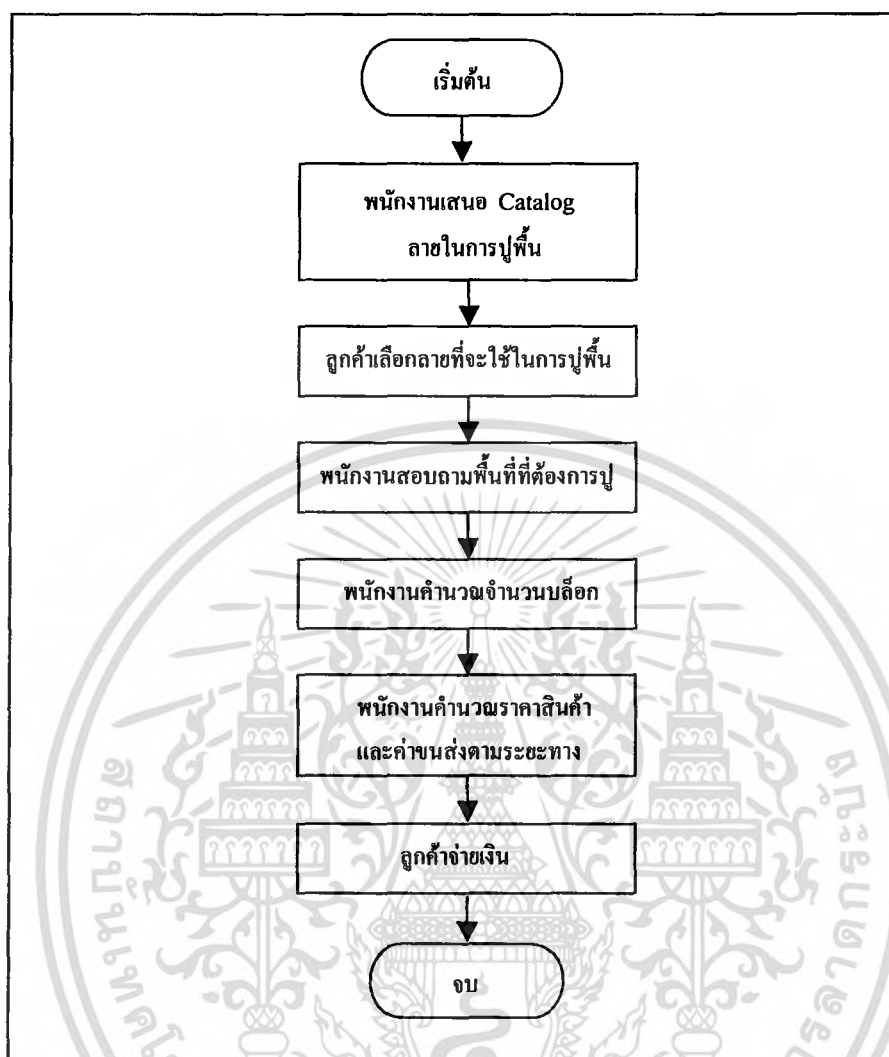 เริ่มต้น
พนักงานเสนอ Catalog
ลายในการปูพื้น
ลูกค้าเลือกลายที่จะใช้ในการปูพื้น
พนักงานสอบถามพื้นที่ที่ต้องการปู
พนักงานคำนวณจำนวนบล็อก
พนักงานคำนวณราคาสินค้า
และค่าขนส่งตามระยะทาง
ลูกค้าจ่ายเงิน
จบ